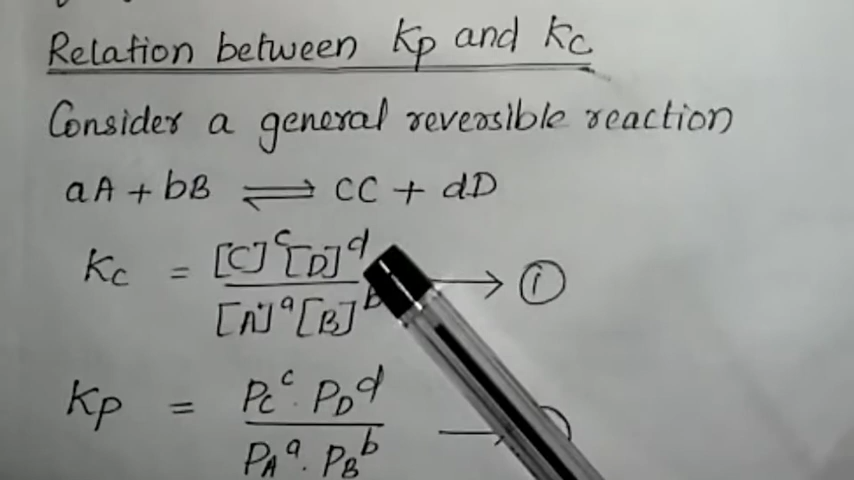 Relation between Kp and Kc
Consider a general reversible reaction
aA + bB ⇌ CC + dD
Kc = [C]^c [D]^d / [A]^a [B]^b → ①
Kp = Pc^c . PD^d / PA^a . PB^b →